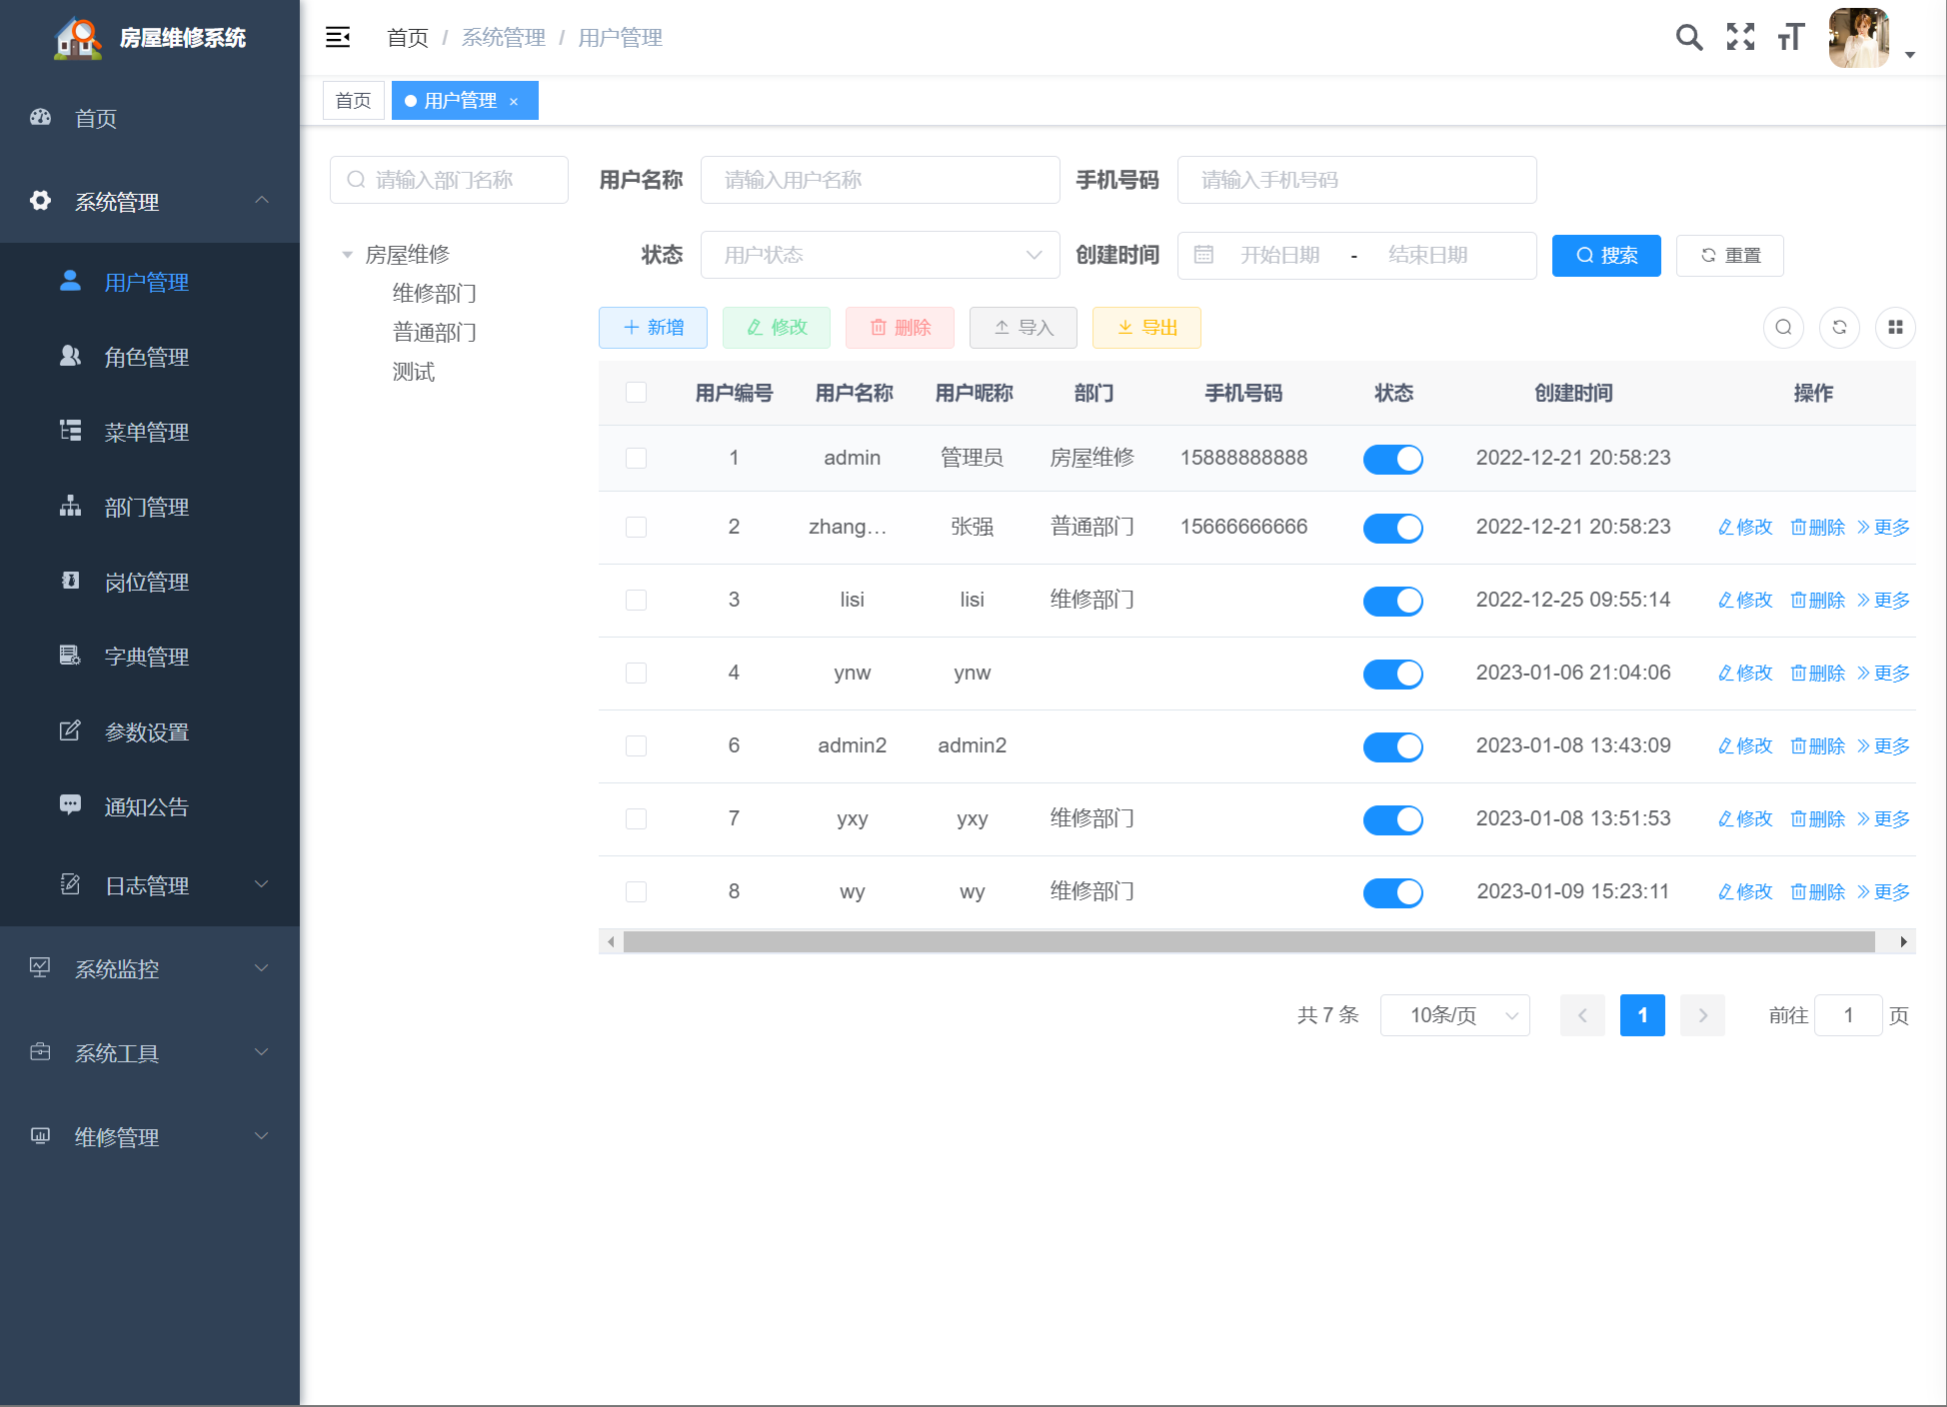 房屋维修系统
首页
系统管理
用户管理
角色管理
菜单管理
部门管理
岗位管理
字典管理
参数设置
通知公告
日志管理
系统监控
系统工具
维修管理
首页 / 系统管理 / 用户管理
首页
用户管理 ×
请输入部门名称
房屋维修
维修部门
普通部门
测试
用户名称 请输入用户名称 手机号码 请输入手机号码
状态 用户状态 创建时间 开始日期 - 结束日期 搜索 重置
新增 修改 删除 导入 导出
用户编号 用户名称 用户昵称 部门 手机号码 状态 创建时间 操作
1 admin 管理员 房屋维修 15888888888 2022-12-21 20:58:23
2 zhang... 张强 普通部门 15666666666 2022-12-21 20:58:23 修改 删除 更多
3 lisi lisi 维修部门 2022-12-25 09:55:14 修改 删除 更多
4 ynw ynw 2023-01-06 21:04:06 修改 删除 更多
6 admin2 admin2 2023-01-08 13:43:09 修改 删除 更多
7 yxy yxy 维修部门 2023-01-08 13:51:53 修改 删除 更多
8 wy wy 维修部门 2023-01-09 15:23:11 修改 删除 更多
共 7 条 10条/页 1 前往 1 页